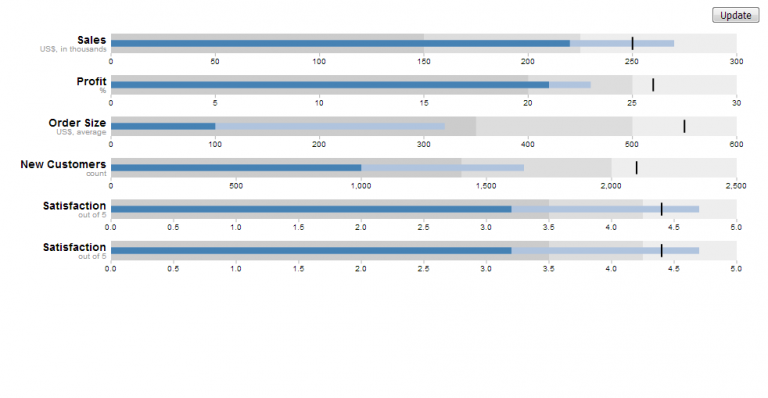 Update
Sales
US$, in thousands
0 50 100 150 200 250 300
Profit
%
0 5 10 15 20 25 30
Order Size
US$, average
0 100 200 300 400 500 600
New Customers
count
0 500 1,000 1,500 2,000 2,500
Satisfaction
out of 5
0.0 0.5 1.0 1.5 2.0 2.5 3.0 3.5 4.0 4.5 5.0
Satisfaction
out of 5
0.0 0.5 1.0 1.5 2.0 2.5 3.0 3.5 4.0 4.5 5.0